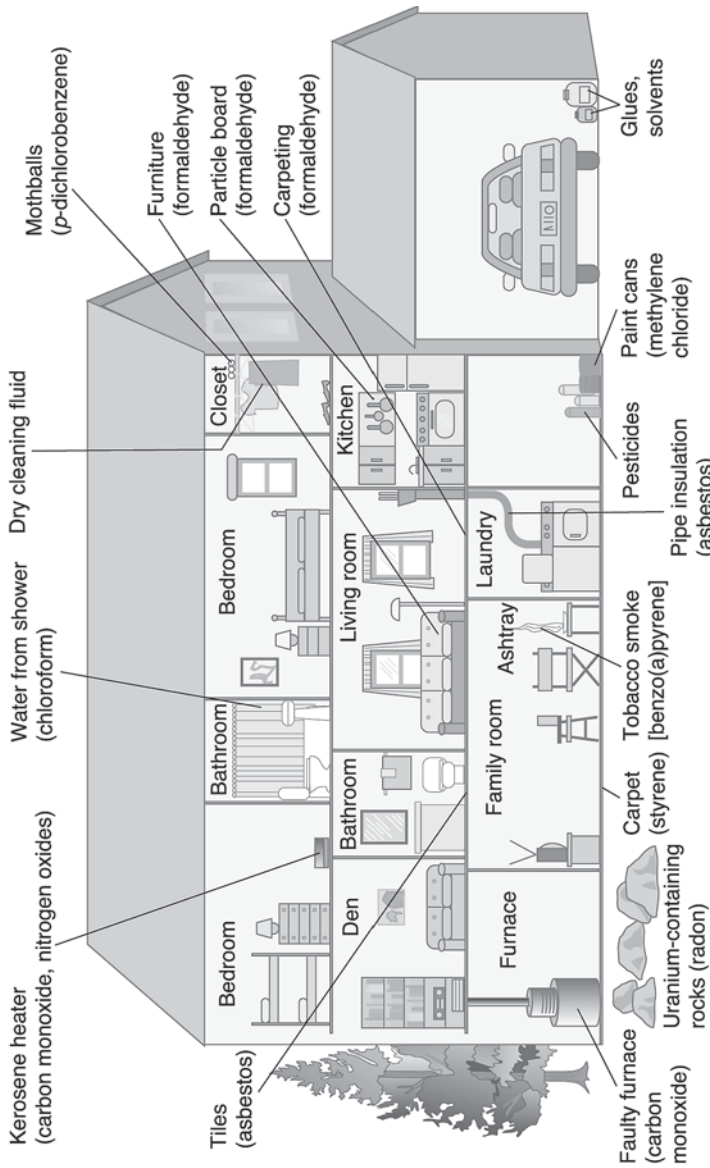 Kerosene heater
(carbon monoxide, nitrogen oxides)
Water from shower
(chloroform)
Dry cleaning fluid
Mothballs
(p-dichlorobenzene)
Furniture
(formaldehyde)
Particle board
(formaldehyde)
Carpeting
(formaldehyde)
Bedroom
Bathroom
Bedroom
Closet
Den
Bathroom
Living room
Kitchen
Furnace
Family room
Ashtray
Laundry
Tiles
(asbestos)
Faulty furnace
(carbon
monoxide)
Uranium-containing
rocks (radon)
Carpet
(styrene)
Tobacco smoke
[benzo(a)pyrene]
Pipe insulation
(asbestos)
Pesticides
Paint cans
(methylene
chloride)
Glues,
solvents